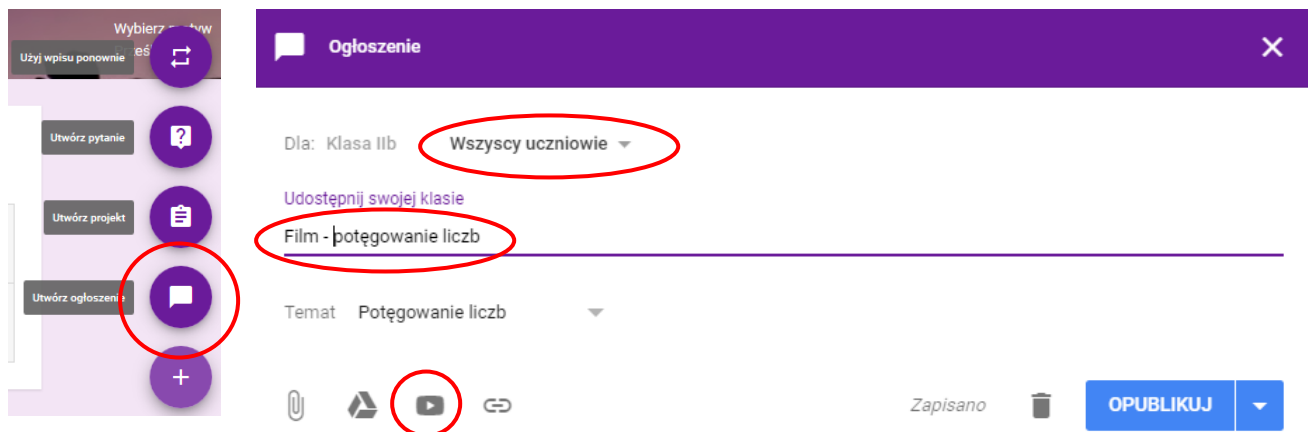 Wybierz
Użyj wpisu ponownie
Utwórz pytanie
Utwórz projekt
Utwórz ogłoszenie
Ogłoszenie
Dla: Klasa IIb Wszyscy uczniowie
Udostępnij swojej klasie
Film - potęgowanie liczb
Temat Potęgowanie liczb
Zapisano OPUBLIKUJ